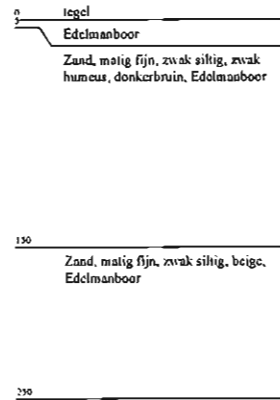 0 tegel
5
Edelmanboor
Zand, matig fijn, zwak siltig, zwak
humeus, donkerbruin, Edelmanboor
150
Zand, matig fijn, zwak siltig, beige,
Edelmanboor
250